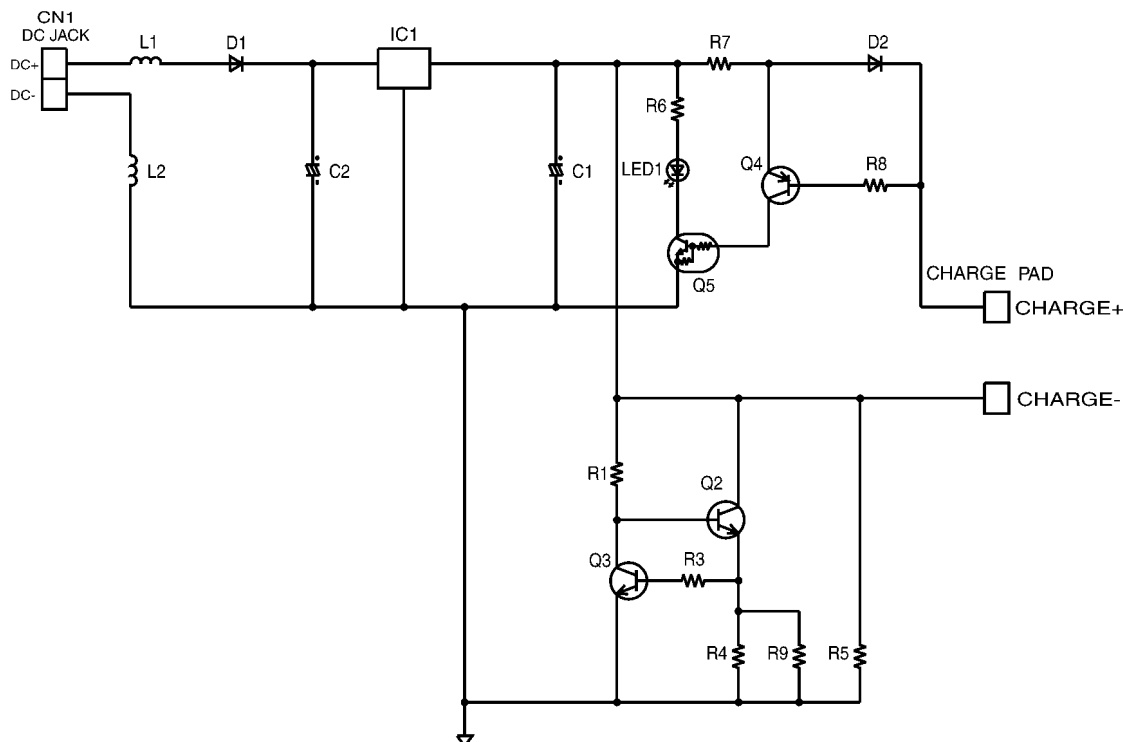 CN1
DC JACK
DC+
DC-
L1
D1
IC1
R7
D2
R6
L2
C2
C1
LED1
Q4
R8
Q5
CHARGE PAD
CHARGE+
CHARGE-
R1
Q2
Q3
R3
R4
R9
R5